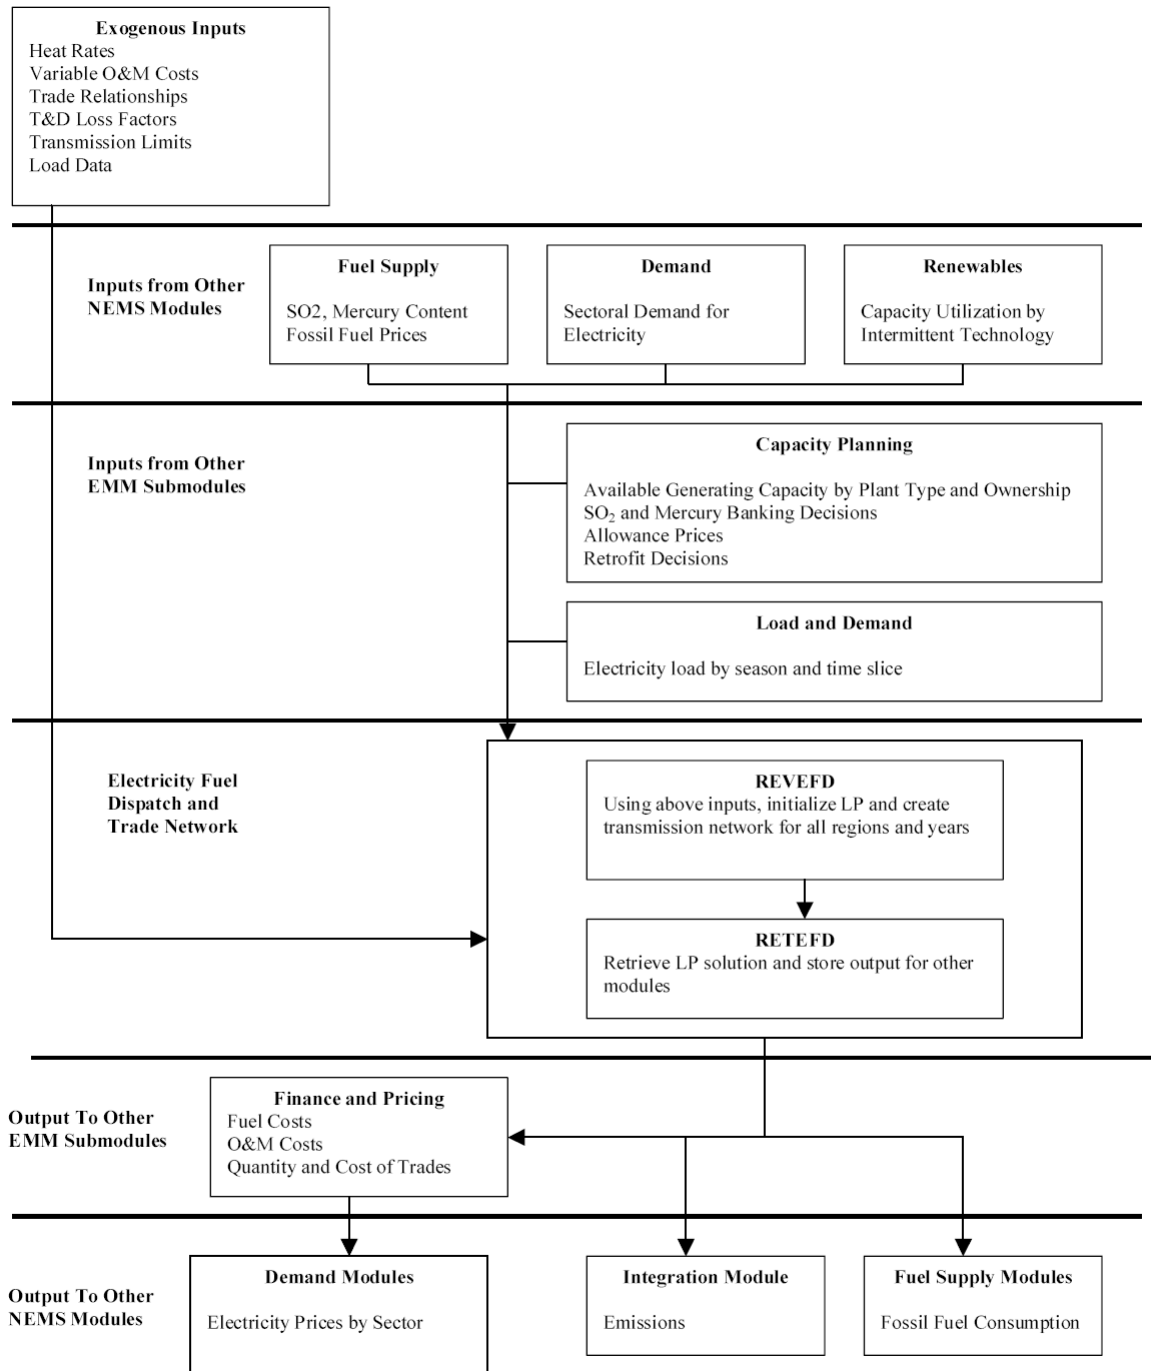 Exogenous Inputs
Heat Rates
Variable O&M Costs
Trade Relationships
T&D Loss Factors
Transmission Limits
Load Data
Inputs from Other
NEMS Modules
Fuel Supply
SO2, Mercury Content
Fossil Fuel Prices
Demand
Sectoral Demand for
Electricity
Renewables
Capacity Utilization by
Intermittent Technology
Inputs from Other
EMM Submodules
Capacity Planning
Available Generating Capacity by Plant Type and Ownership
SO₂ and Mercury Banking Decisions
Allowance Prices
Retrofit Decisions
Load and Demand
Electricity load by season and time slice
Electricity Fuel
Dispatch and
Trade Network
REVEFD
Using above inputs, initialize LP and create
transmission network for all regions and years
RETEFD
Retrieve LP solution and store output for other
modules
Output To Other
EMM Submodules
Finance and Pricing
Fuel Costs
O&M Costs
Quantity and Cost of Trades
Output To Other
NEMS Modules
Demand Modules
Electricity Prices by Sector
Integration Module
Emissions
Fuel Supply Modules
Fossil Fuel Consumption